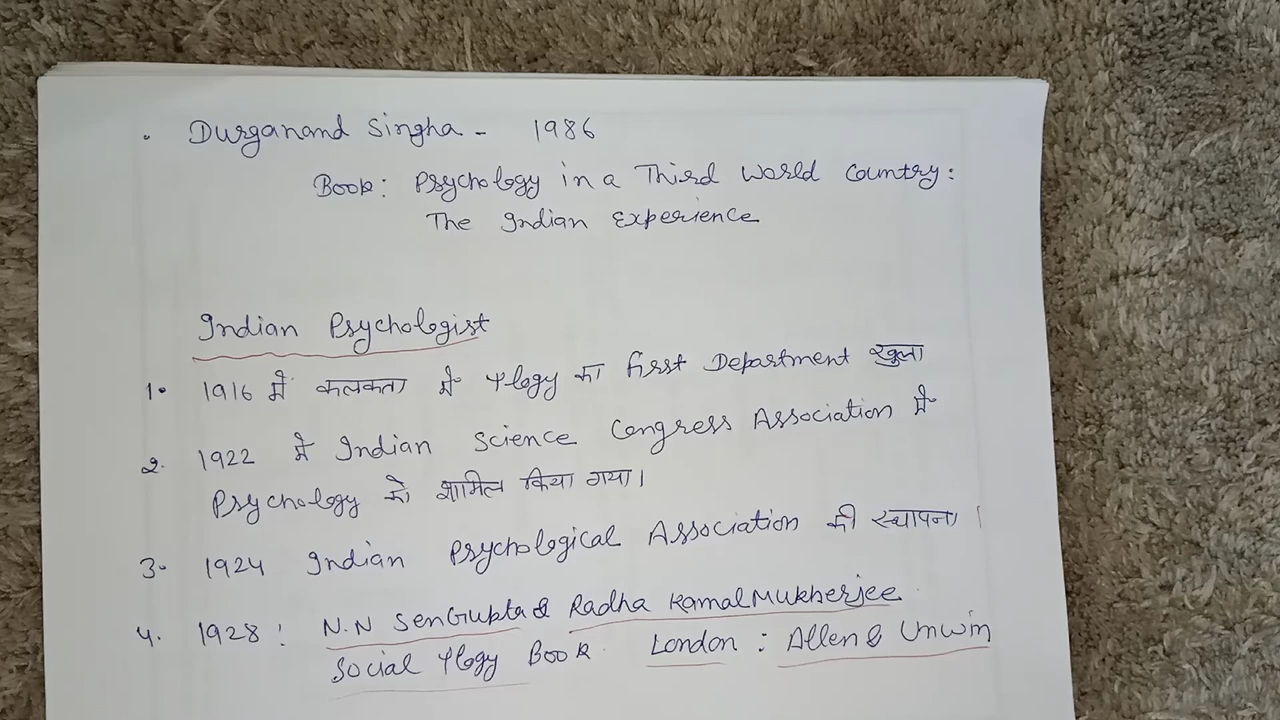 . Durganand Singha - 1986
Book: Psychology in a Third World Country:
The Indian Experience
Indian Psychologist
1. 1916 में कलकता में Ψlogy का first Department खुला
2. 1922 में Indian Science Congress Association में
Psychology को शामिल किया गया।
3. 1924 Indian Psychological Association की स्थापना।
4. 1928: N.N SenGupta & Radha Kamal Mukherjee
Social Ψlogy Book. London: Allen & Unwin